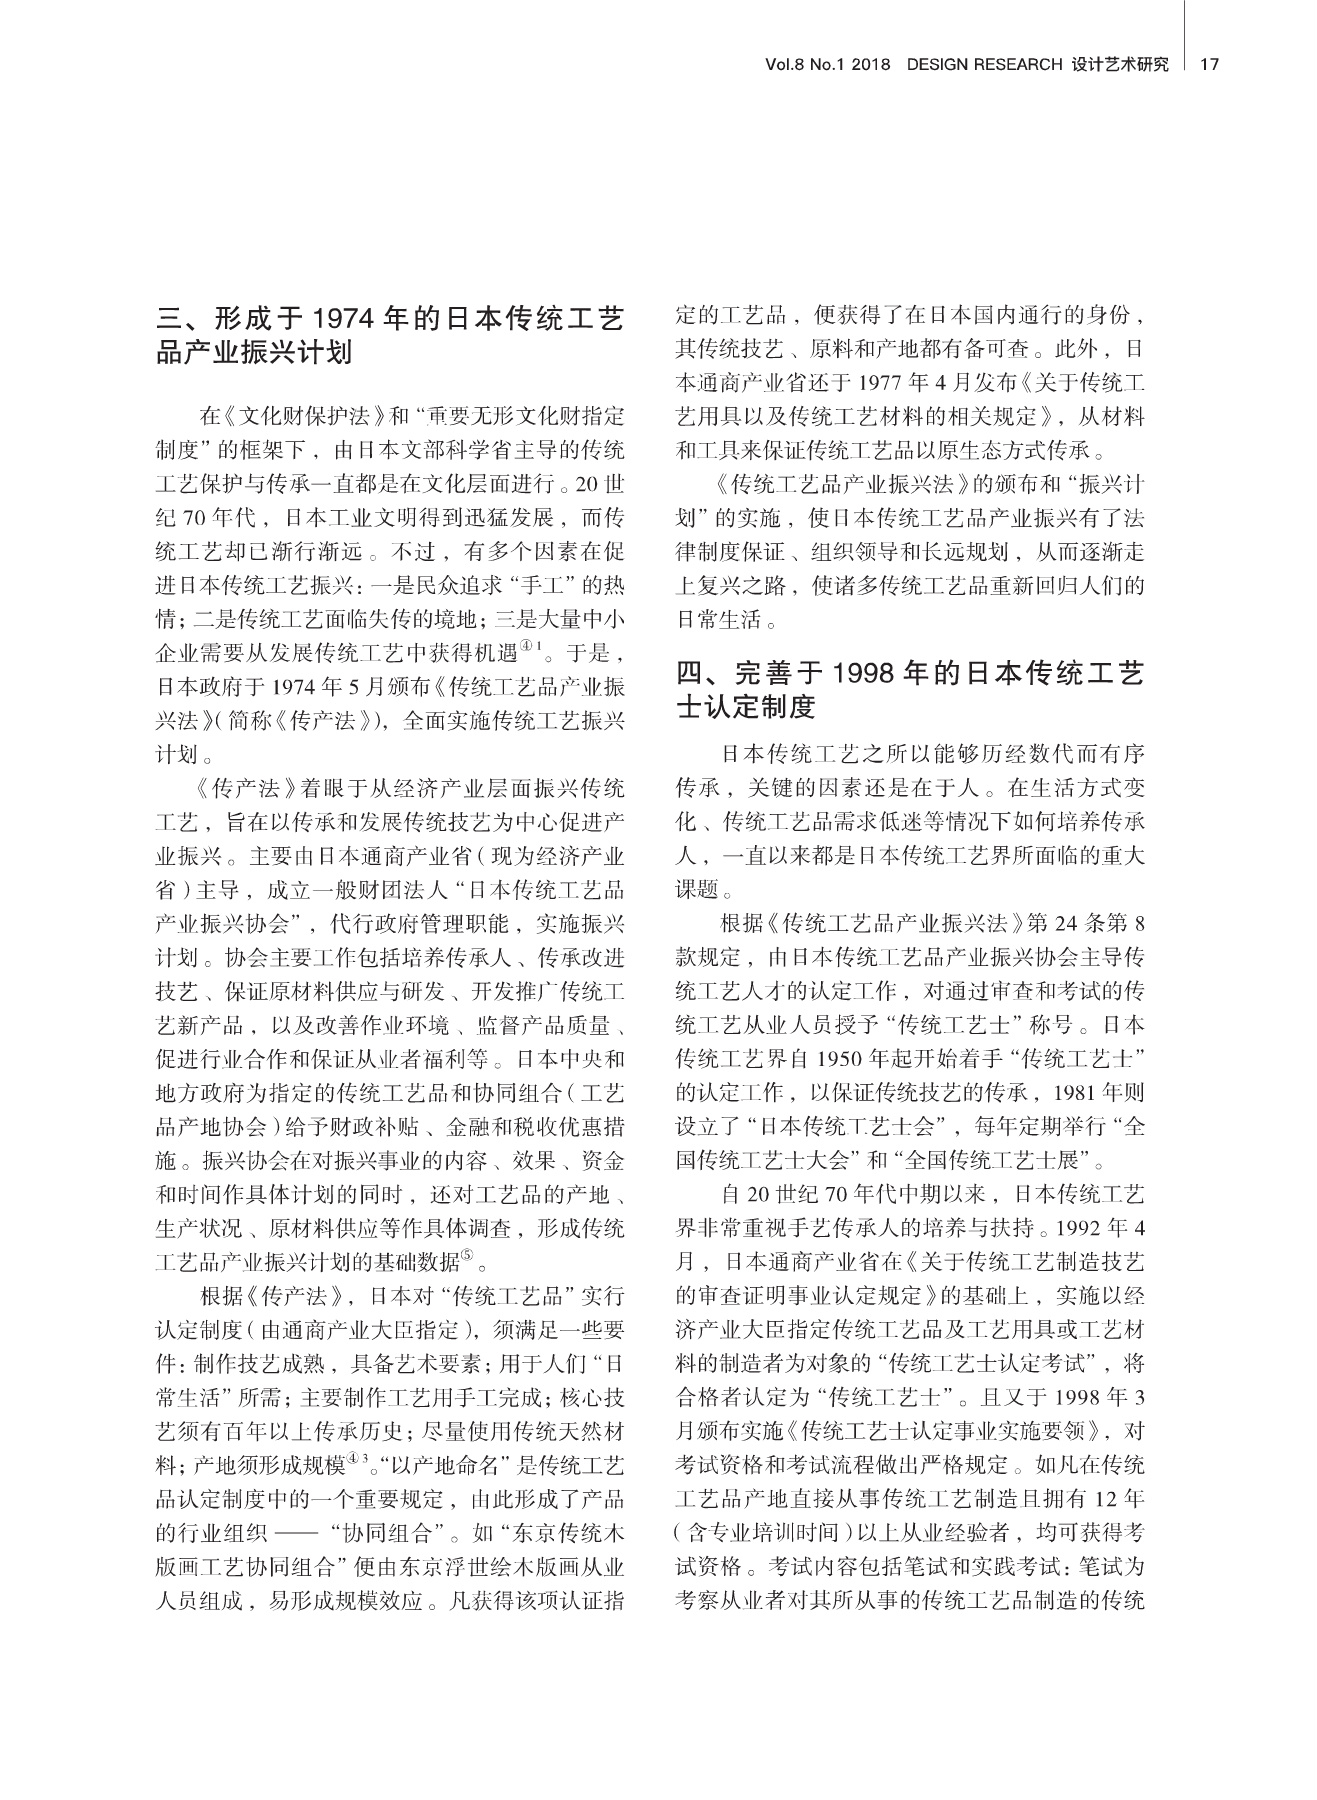 Vol.8 No.1 2018 DESIGN RESEARCH 设计艺术研究 17
三、形成于 1974 年的日本传统工艺
品产业振兴计划
在《文化财保护法》和“重要无形文化财指定
制度”的框架下，由日本文部科学省主导的传统
工艺保护与传承一直都是在文化层面进行。20 世
纪 70 年代，日本工业文明得到迅猛发展，而传
统工艺却已渐行渐远。不过，有多个因素在促
进日本传统工艺振兴：一是民众追求“手工”的热
情；二是传统工艺面临失传的境地；三是大量中小
企业需要从发展传统工艺中获得机遇④1。于是，
日本政府于 1974 年 5 月颁布《传统工艺品产业振
兴法》（简称《传产法》），全面实施传统工艺振兴
计划。
《传产法》着眼于从经济产业层面振兴传统
工艺，旨在以传承和发展传统技艺为中心促进产
业振兴。主要由日本通商产业省（现为经济产业
省）主导，成立一般财团法人“日本传统工艺品
产业振兴协会”，代行政府管理职能，实施振兴
计划。协会主要工作包括培养传承人、传承改进
技艺、保证原材料供应与研发、开发推广传统工
艺新产品，以及改善作业环境、监督产品质量、
促进行业合作和保证从业者福利等。日本中央和
地方政府为指定的传统工艺品和协同组合（工艺
品产地协会）给予财政补贴、金融和税收优惠措
施。振兴协会在对振兴事业的内容、效果、资金
和时间作具体计划的同时，还对工艺品的产地、
生产状况、原材料供应等作具体调查，形成传统
工艺品产业振兴计划的基础数据⑤。
根据《传产法》，日本对“传统工艺品”实行
认定制度（由通商产业大臣指定），须满足一些要
件：制作技艺成熟，具备艺术要素；用于人们“日
常生活”所需；主要制作工艺用手工完成；核心技
艺须有百年以上传承历史；尽量使用传统天然材
料；产地须形成规模④3。“以产地命名”是传统工艺
品认定制度中的一个重要规定，由此形成了产品
的行业组织 —— “协同组合”。如“东京传统木
版画工艺协同组合”便由东京浮世绘木版画从业
人员组成，易形成规模效应。凡获得该项认证指
定的工艺品，便获得了在日本国内通行的身份，
其传统技艺、原料和产地都有备可查。此外，日
本通商产业省还于 1977 年 4 月发布《关于传统工
艺用具以及传统工艺材料的相关规定》，从材料
和工具来保证传统工艺品以原生态方式传承。
《传统工艺品产业振兴法》的颁布和“振兴计
划”的实施，使日本传统工艺品产业振兴有了法
律制度保证、组织领导和长远规划，从而逐渐走
上复兴之路，使诸多传统工艺品重新回归人们的
日常生活。
四、完善于 1998 年的日本传统工艺
士认定制度
日本传统工艺之所以能够历经数代而有序
传承，关键的因素还是在于人。在生活方式变
化、传统工艺品需求低迷等情况下如何培养传承
人，一直以来都是日本传统工艺界所面临的重大
课题。
根据《传统工艺品产业振兴法》第 24 条第 8
款规定，由日本传统工艺品产业振兴协会主导传
统工艺人才的认定工作，对通过审查和考试的传
统工艺从业人员授予“传统工艺士”称号。日本
传统工艺界自 1950 年起开始着手“传统工艺士”
的认定工作，以保证传统技艺的传承，1981 年则
设立了“日本传统工艺士会”，每年定期举行“全
国传统工艺士大会”和“全国传统工艺士展”。
自 20 世纪 70 年代中期以来，日本传统工艺
界非常重视手艺传承人的培养与扶持。1992 年 4
月，日本通商产业省在《关于传统工艺制造技艺
的审查证明事业认定规定》的基础上，实施以经
济产业大臣指定传统工艺品及工艺用具或工艺材
料的制造者为对象的“传统工艺士认定考试”，将
合格者认定为“传统工艺士”。且又于 1998 年 3
月颁布实施《传统工艺士认定事业实施要领》，对
考试资格和考试流程做出严格规定。如凡在传统
工艺品产地直接从事传统工艺制造且拥有 12 年
（含专业培训时间）以上从业经验者，均可获得考
试资格。考试内容包括笔试和实践考试：笔试为
考察从业者对其所从事的传统工艺品制造的传统